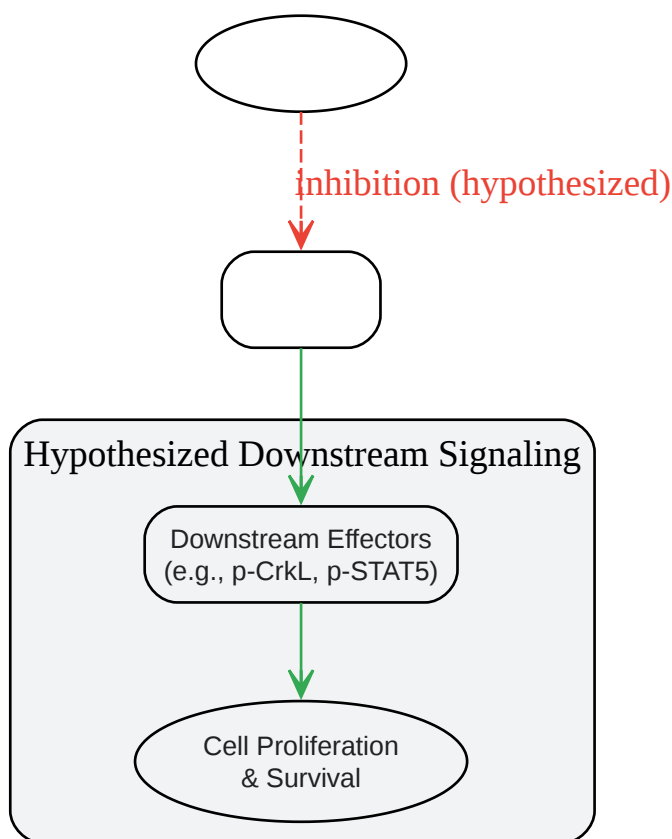 inhibition (hypothesized)
Hypothesized Downstream Signaling
Downstream Effectors
(e.g., p-CrkL, p-STAT5)
Cell Proliferation
& Survival